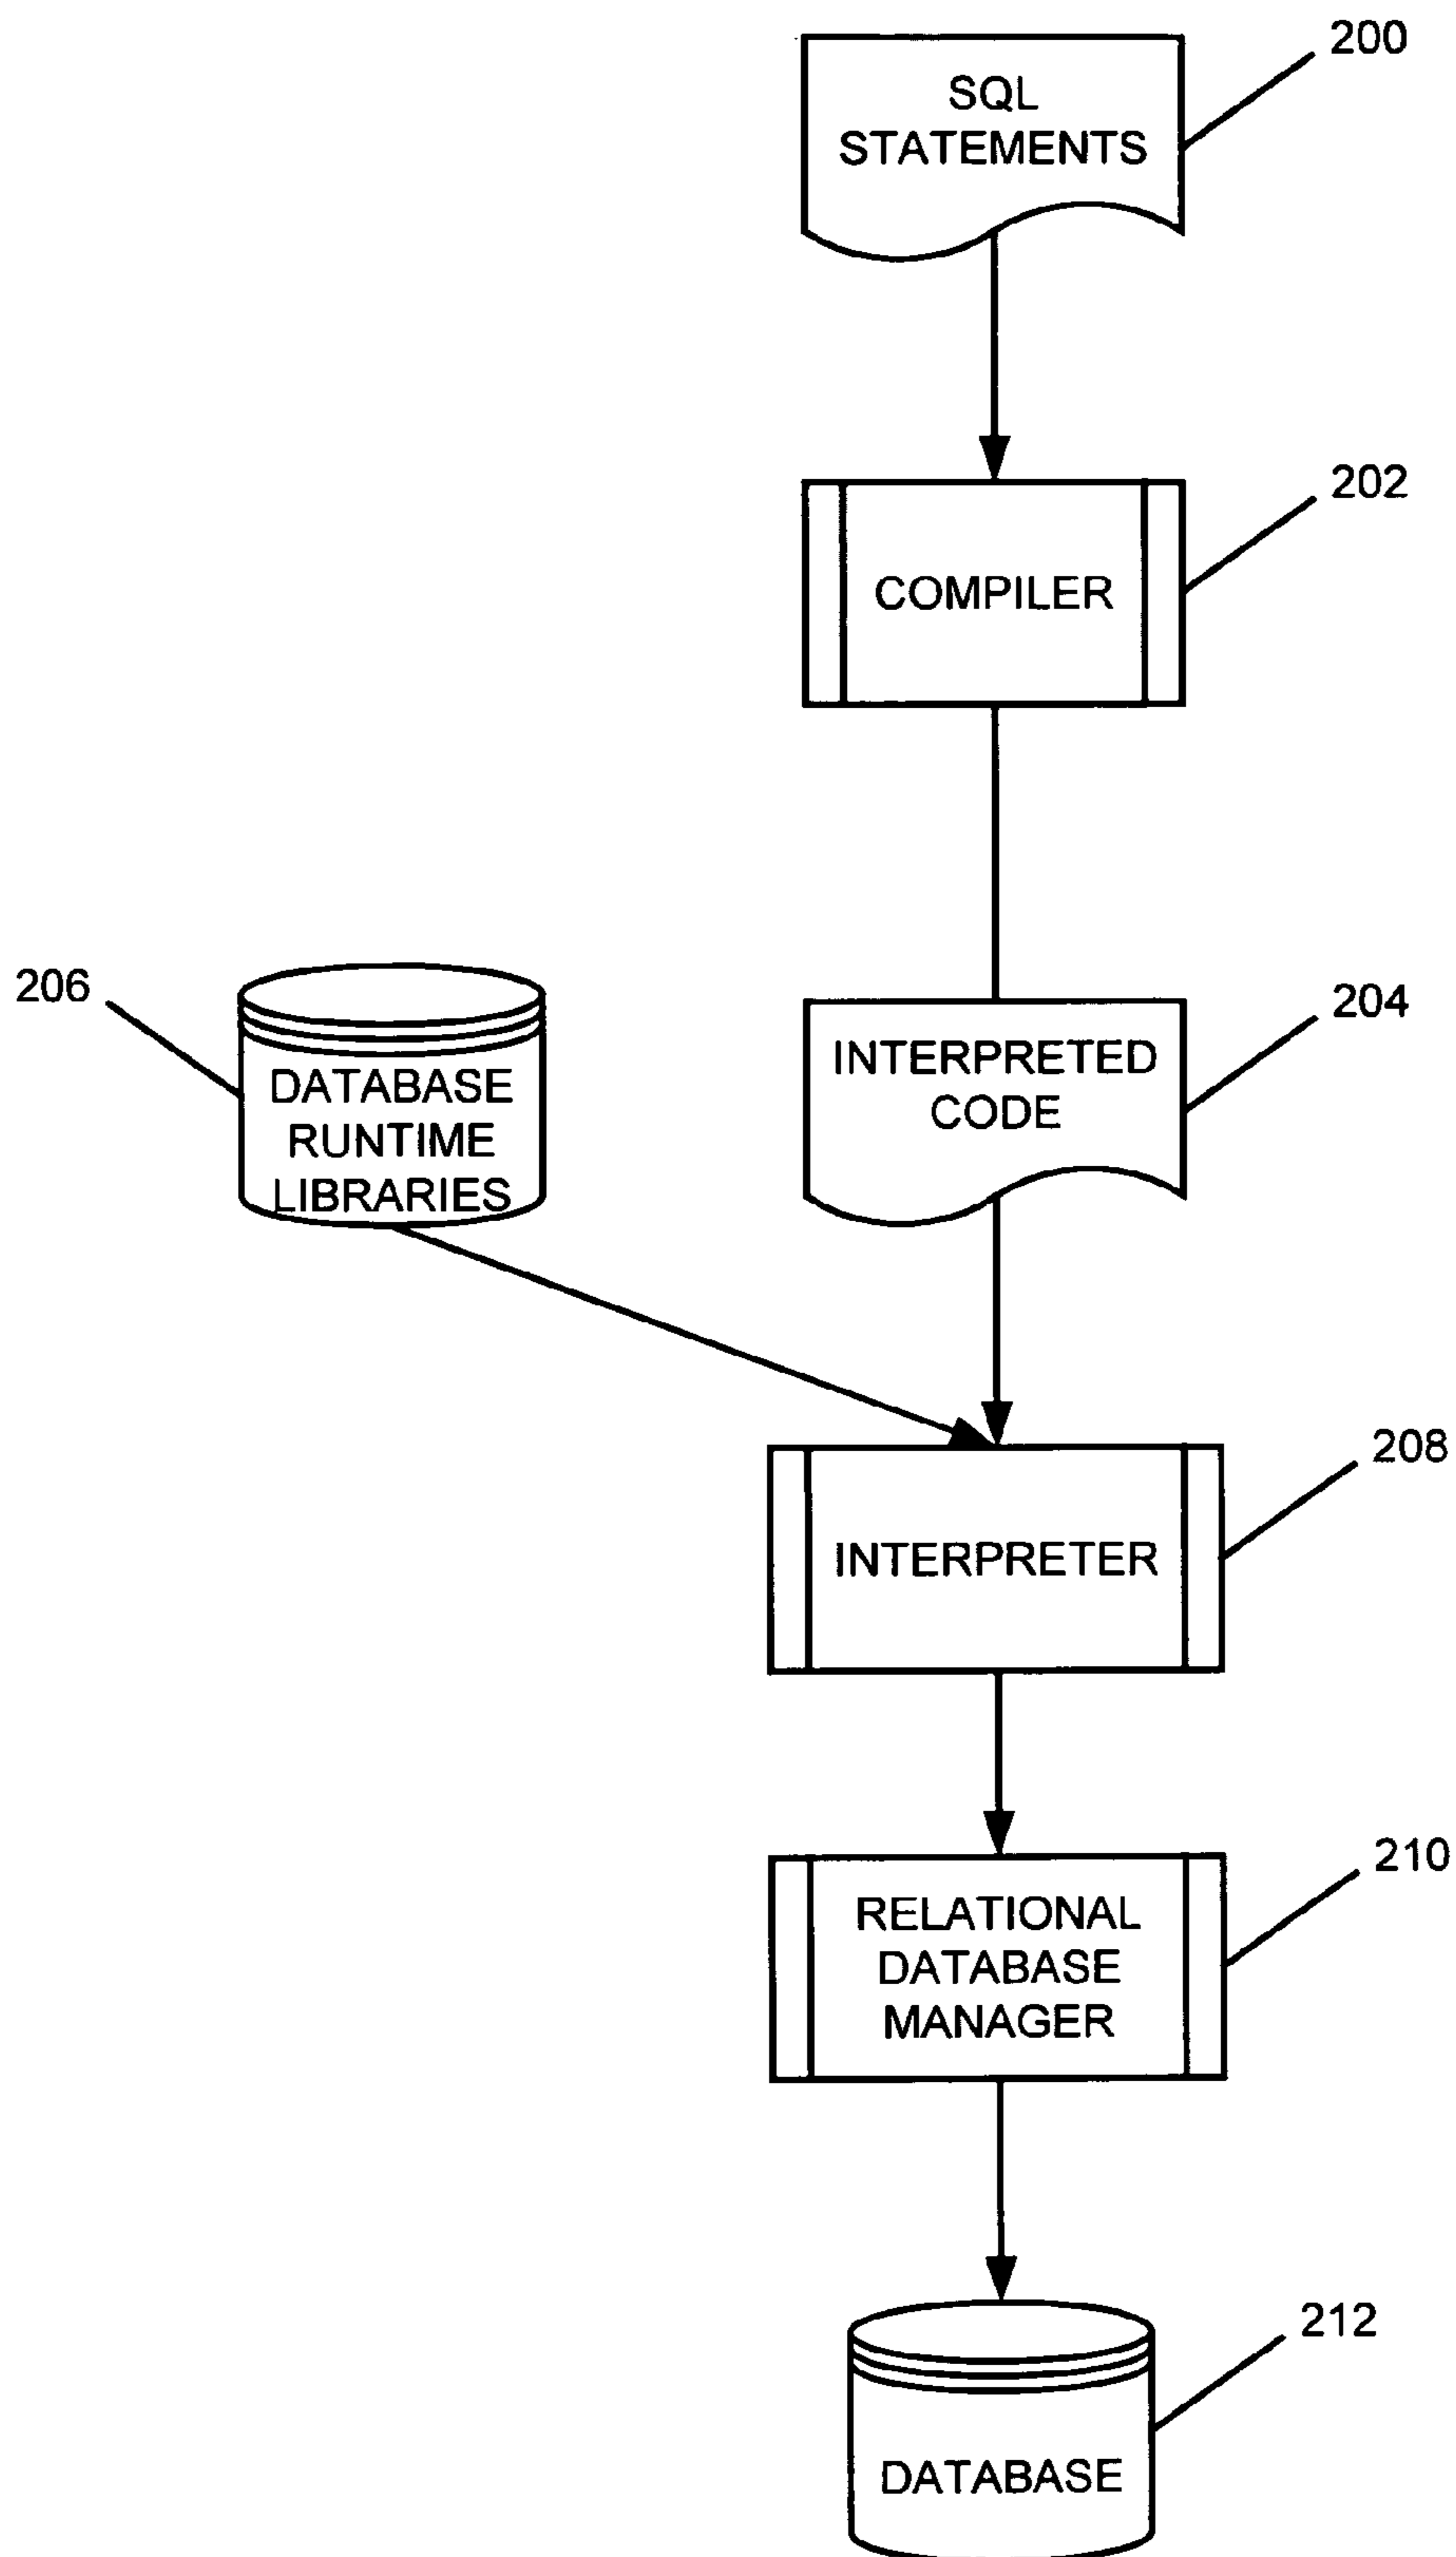 200
SQL
STATEMENTS
202
COMPILER
206
DATABASE
RUNTIME
LIBRARIES
204
INTERPRETED
CODE
208
INTERPRETER
210
RELATIONAL
DATABASE
MANAGER
212
DATABASE